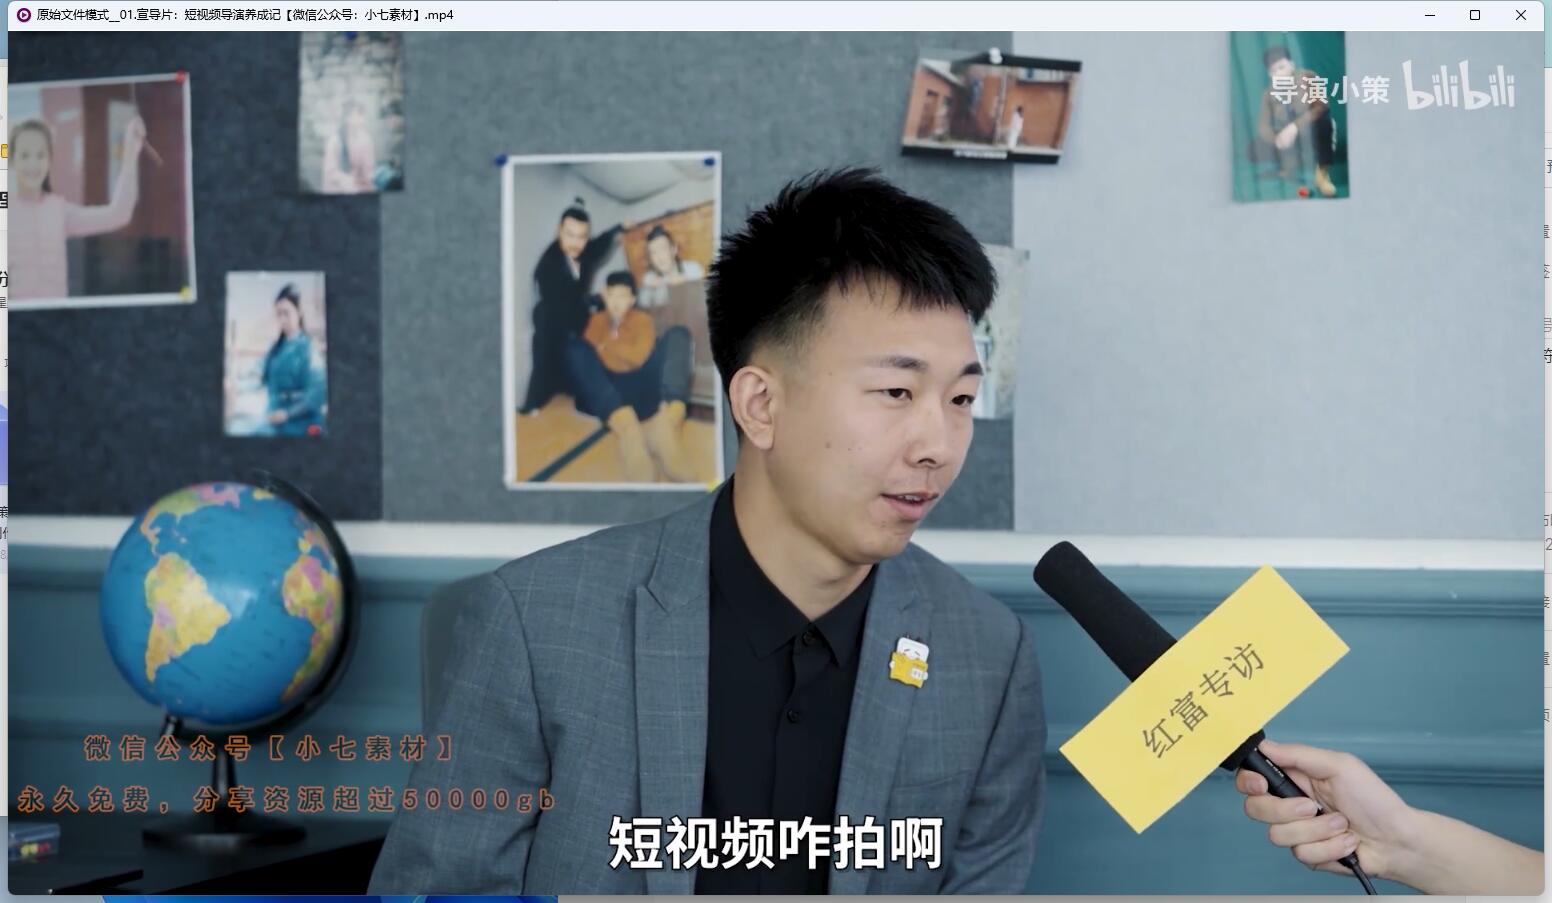 原始文件模式__01.宣导片：短视频导演养成记【微信公众号：小七素材】.mp4
导演小策 bilibili
红富专访
微信公众号【小七素材】
永久免费，分享资源超过50000gb
短视频咋拍啊